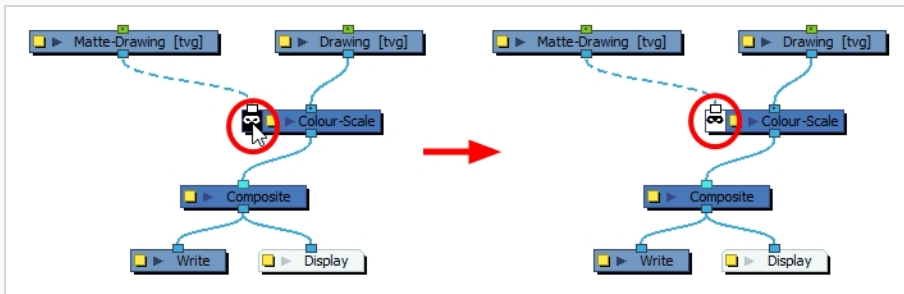 Matte-Drawing [tvg]
Drawing [tvg]
Colour-Scale
Composite
Write
Display
Matte-Drawing [tvg]
Drawing [tvg]
Colour-Scale
Composite
Write
Display